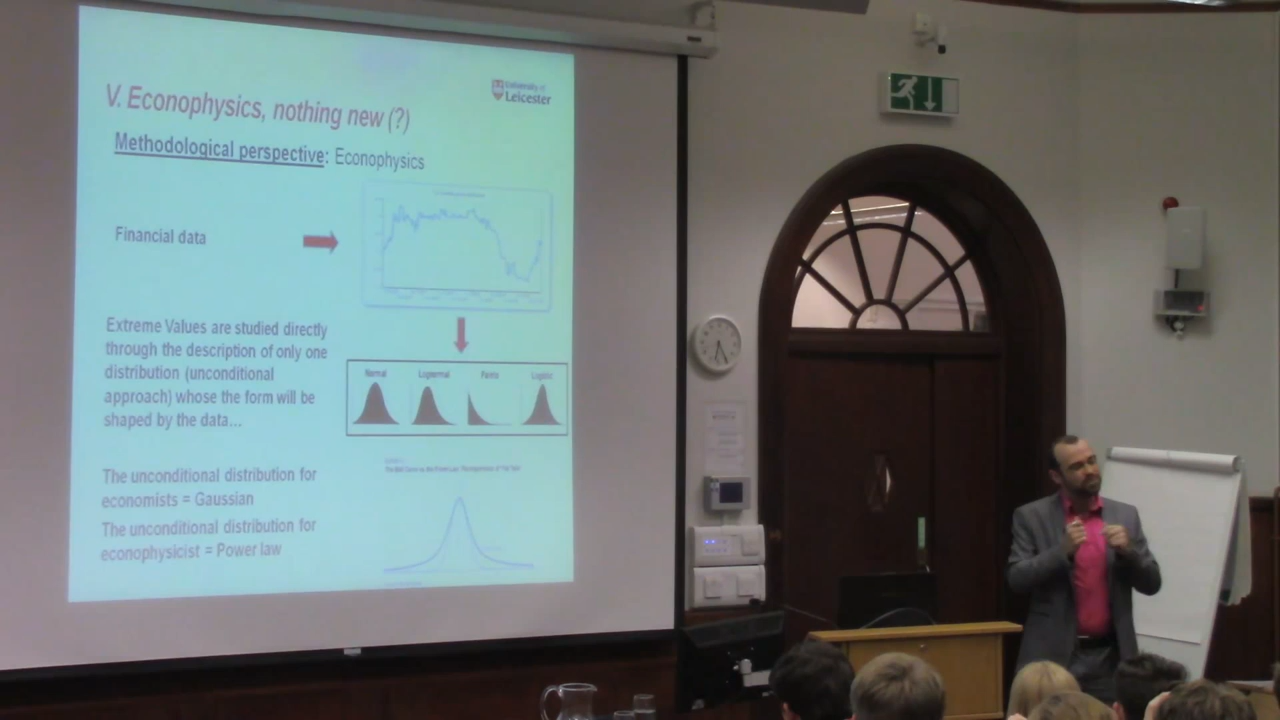 University of
Leicester
V. Econophysics, nothing new (?)
Methodological perspective: Econophysics
Financial data
Extreme Values are studied directly
through the description of only one
distribution (unconditional
approach) whose the form will be
shaped by the data...
Normal Lognormal Pareto Logistic
The unconditional distribution for
economists = Gaussian
The unconditional distribution for
econophysicist = Power law